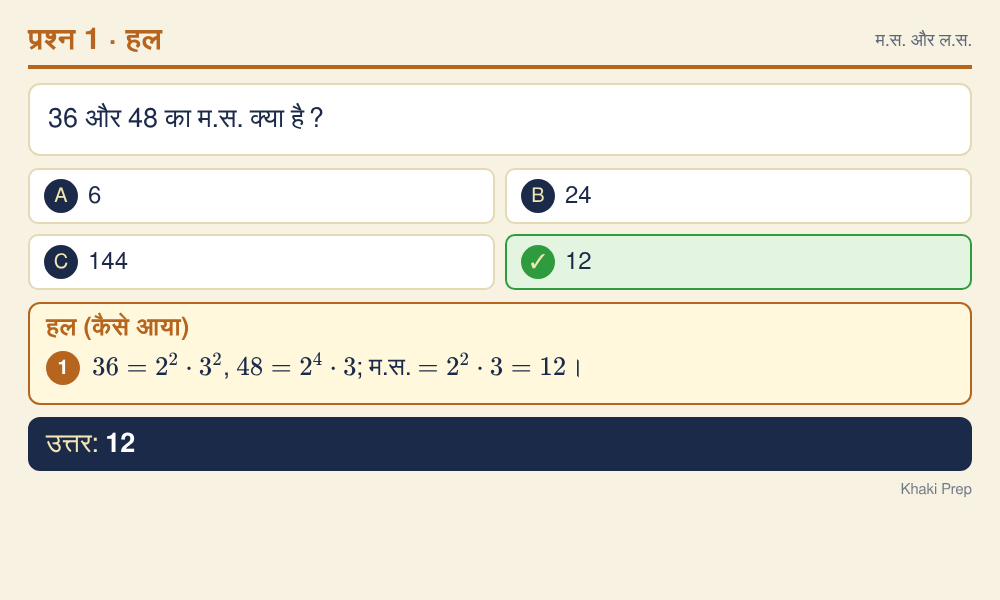 प्रश्न 1 · हल
म.स. और ल.स.
36 और 48 का म.स. क्या है ?
A 6
B 24
C 144
✓ 12
हल (कैसे आया)
1 36 = 2² · 3², 48 = 2⁴ · 3; म.स. = 2² · 3 = 12 ।
उत्तर: 12
Khaki Prep